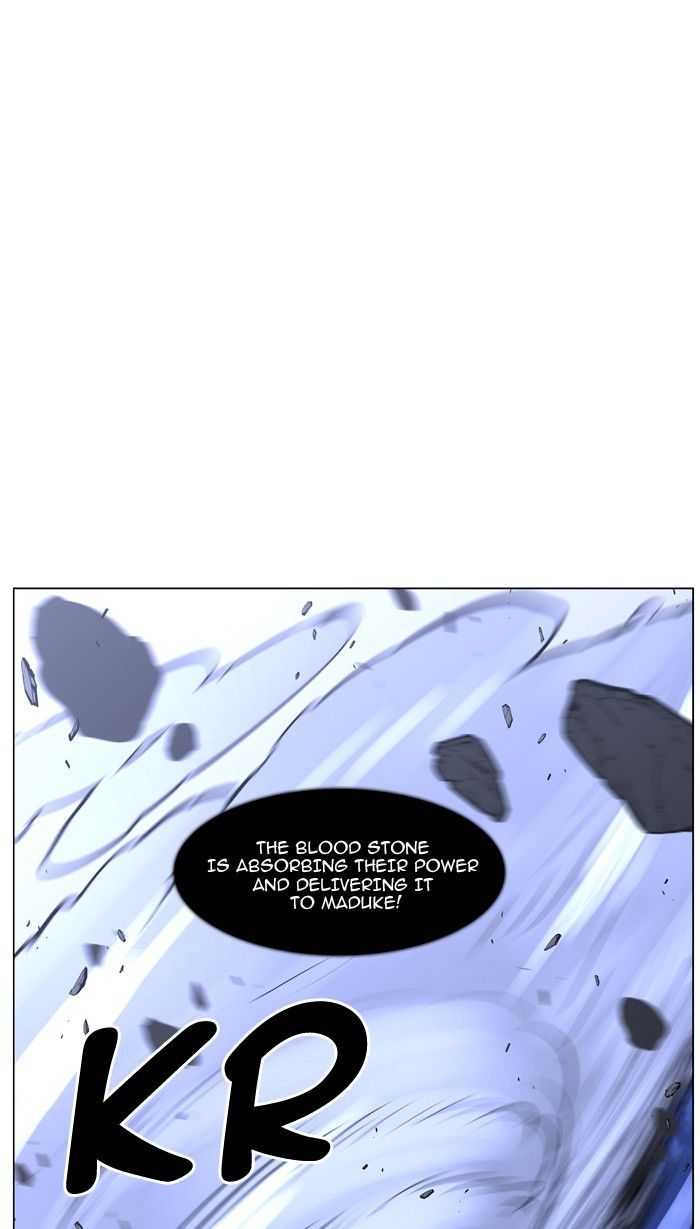 THE BLOOD STONE
IS ABSORBING THEIR POWER
AND DELIVERING IT
TO MADUKE!
KR